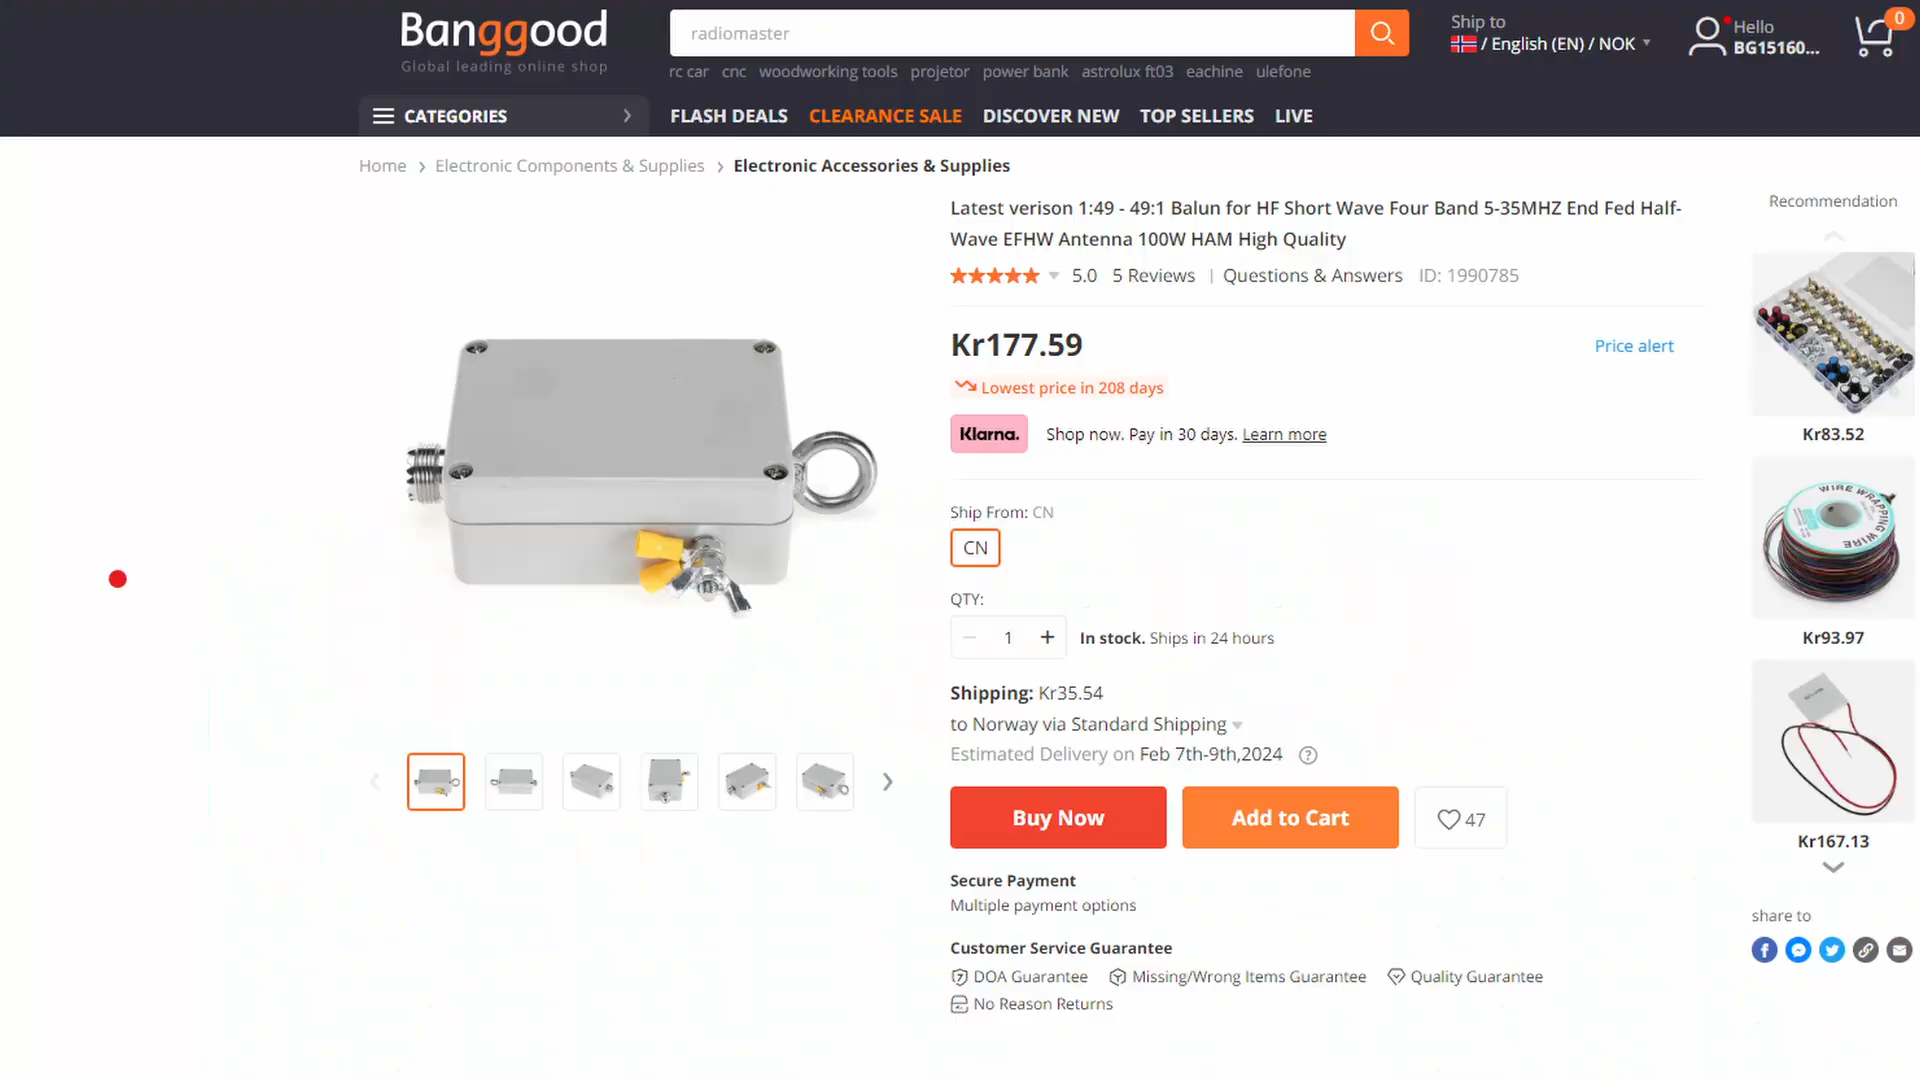 Banggood
Global leading online shop
radiomaster
rc car cnc woodworking tools projetor power bank astrolux ft03 eachine ulefone
Ship to
/ English (EN) / NOK
Hello
BG15160...
0
CATEGORIES
FLASH DEALS CLEARANCE SALE DISCOVER NEW TOP SELLERS LIVE
Home > Electronic Components & Supplies > Electronic Accessories & Supplies
Latest verison 1:49 - 49:1 Balun for HF Short Wave Four Band 5-35MHZ End Fed Half-
Wave EFHW Antenna 100W HAM High Quality
5.0 5 Reviews | Questions & Answers ID: 1990785
Kr177.59
Price alert
Lowest price in 208 days
Klarna. Shop now. Pay in 30 days. Learn more
Ship From: CN
CN
QTY:
1
In stock. Ships in 24 hours
Shipping: Kr35.54
to Norway via Standard Shipping
Estimated Delivery on Feb 7th-9th,2024 ?
Buy Now
Add to Cart
47
Secure Payment
Multiple payment options
Customer Service Guarantee
DOA Guarantee Missing/Wrong Items Guarantee Quality Guarantee
No Reason Returns
Recommendation
Kr83.52
WIRE WRAPPING
WIRE
Kr93.97
Kr167.13
share to